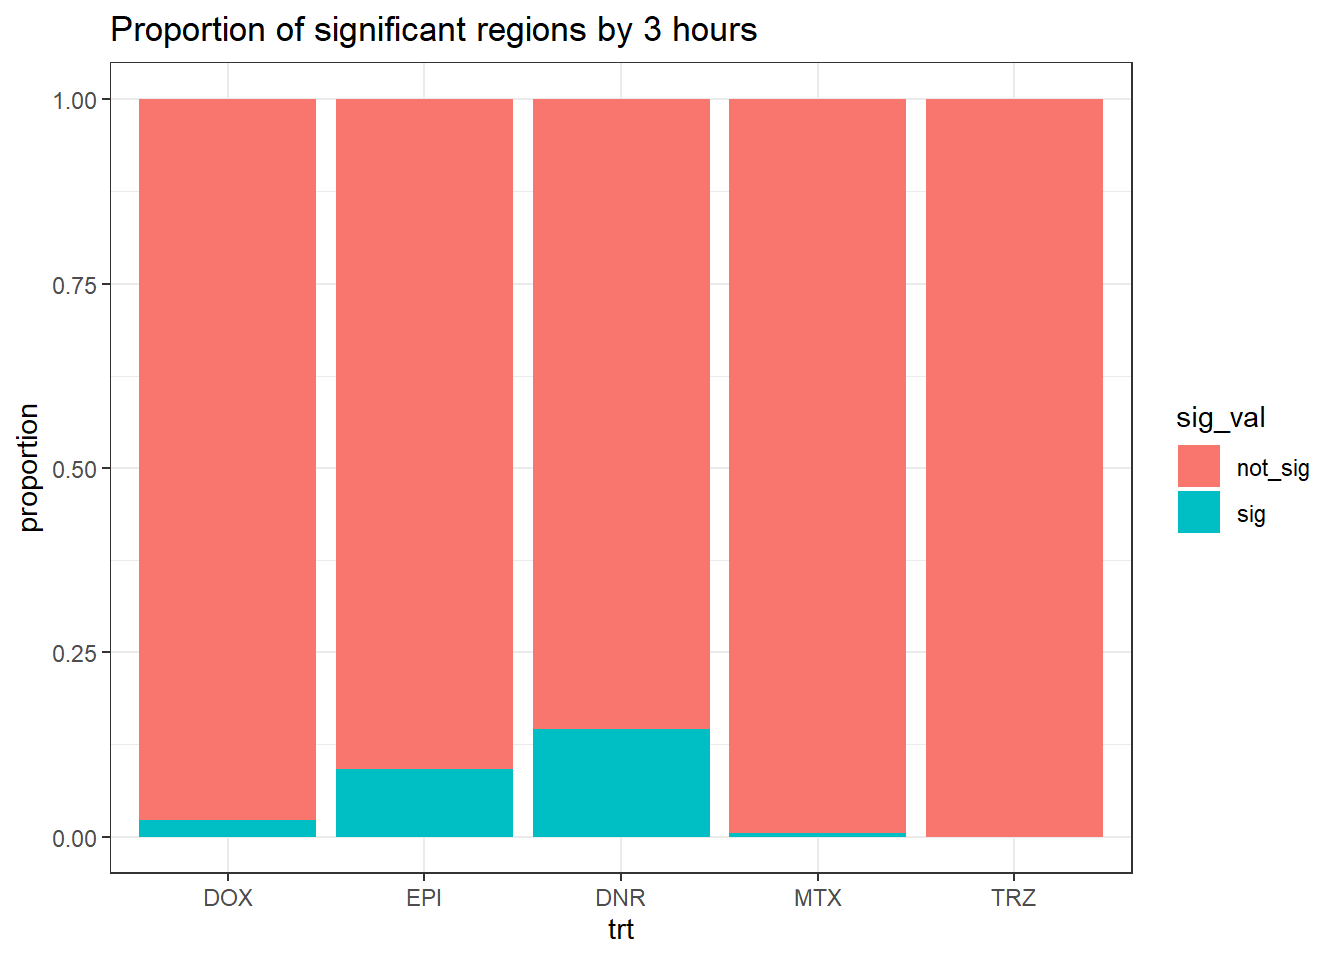 Proportion of significant regions by 3 hours
1.00
0.75
0.50
0.25
0.00
proportion
DOX EPI DNR MTX TRZ
trt
sig_val
not_sig
sig